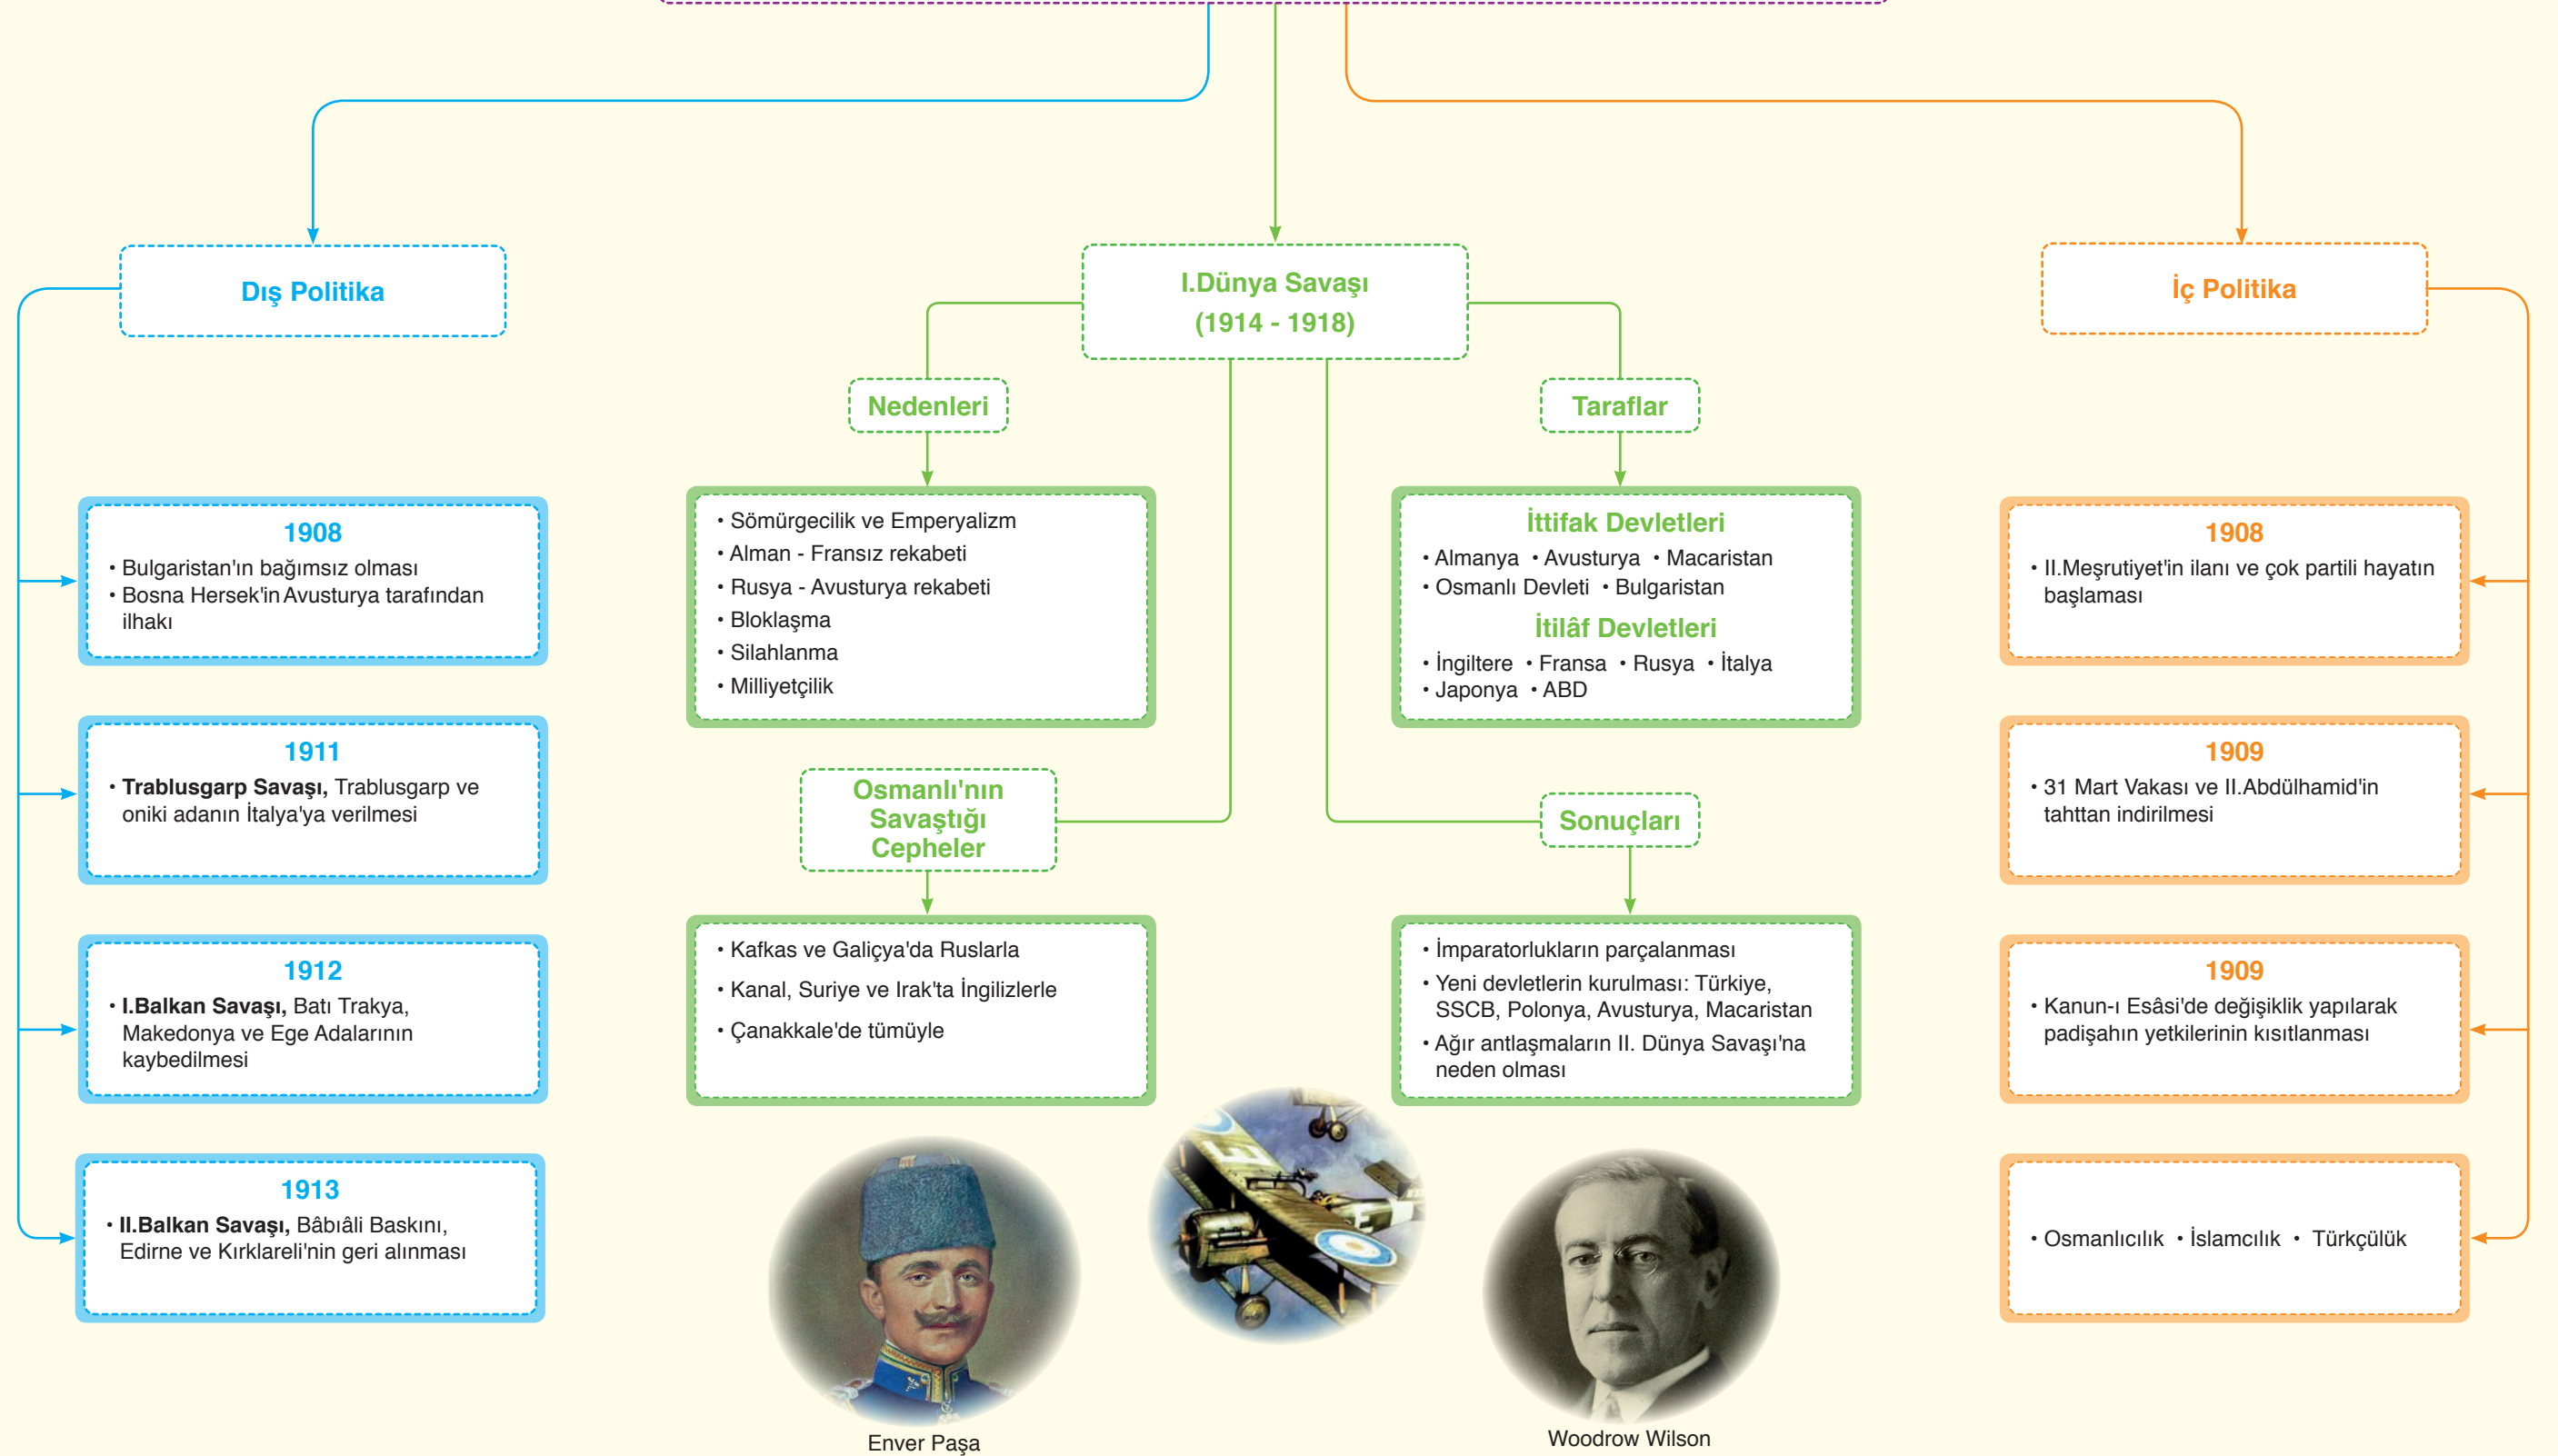 Dış Politika
1908
• Bulgaristan'ın bağımsız olması
• Bosna Hersek'in Avusturya tarafından
ilhakı
1911
• Trablusgarp Savaşı, Trablusgarp ve
oniki adanın İtalya'ya verilmesi
1912
• I.Balkan Savaşı, Batı Trakya,
Makedonya ve Ege Adalarının
kaybedilmesi
1913
• II.Balkan Savaşı, Bâbıâli Baskını,
Edirne ve Kırklareli'nin geri alınması
I.Dünya Savaşı
(1914 - 1918)
Nedenleri
• Sömürgecilik ve Emperyalizm
• Alman - Fransız rekabeti
• Rusya - Avusturya rekabeti
• Bloklaşma
• Silahlanma
• Milliyetçilik
Taraflar
İttifak Devletleri
• Almanya • Avusturya • Macaristan
• Osmanlı Devleti • Bulgaristan
İtilâf Devletleri
• İngiltere • Fransa • Rusya • İtalya
• Japonya • ABD
Osmanlı'nın
Savaştığı
Cepheler
• Kafkas ve Galiçya'da Ruslarla
• Kanal, Suriye ve Irak'ta İngilizlerle
• Çanakkale'de tümüyle
Sonuçları
• İmparatorlukların parçalanması
• Yeni devletlerin kurulması: Türkiye,
SSCB, Polonya, Avusturya, Macaristan
• Ağır antlaşmaların II. Dünya Savaşı'na
neden olması
Enver Paşa
E
E
Woodrow Wilson
İç Politika
1908
• II.Meşrutiyet'in ilanı ve çok partili hayatın
başlaması
1909
• 31 Mart Vakası ve II.Abdülhamid'in
tahttan indirilmesi
1909
• Kanun-ı Esâsi'de değişiklik yapılarak
padişahın yetkilerinin kısıtlanması
• Osmanlıcılık • İslamcılık • Türkçülük